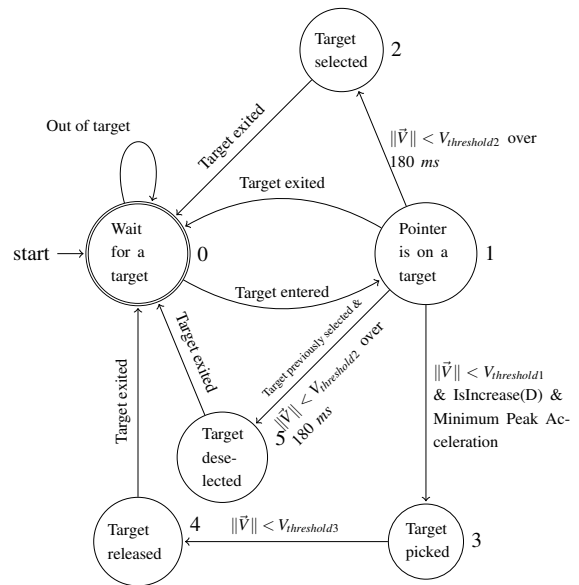 Target
selected
2
Out of target
Target exited
‖V⃗‖ < V_threshold2 over
180 ms
Target exited
start
Wait
for a
target
0
Pointer
is on a
target
1
Target entered
Target previously selected &
‖V⃗‖ < V_threshold2 over
180 ms
Target exited
Target exited
‖V⃗‖ < V_threshold1
& IsIncrease(D) &
Minimum Peak Ac-
celeration
Target
dese-
lected
5
Target
released
4
‖V⃗‖ < V_threshold3
Target
picked
3